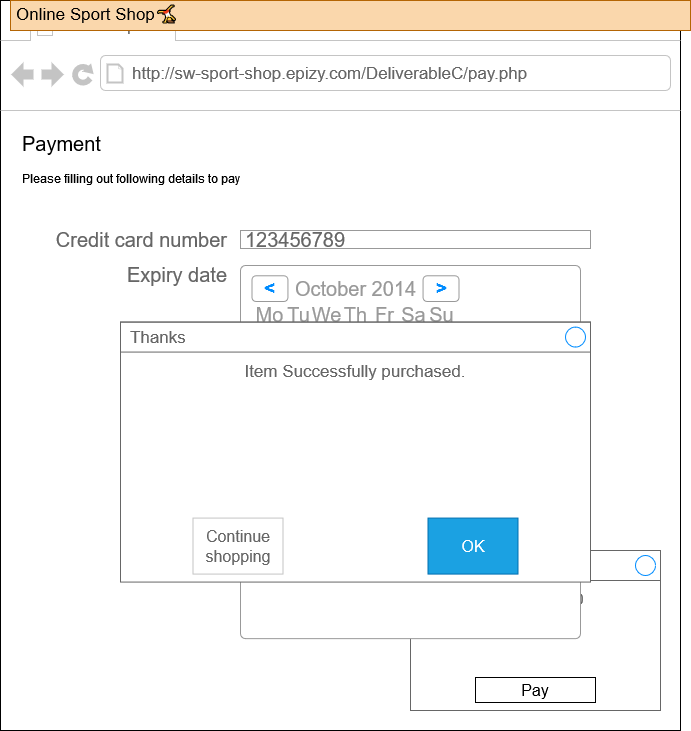 Online Sport Shop
http://sw-sport-shop.epizy.com/DeliverableC/pay.php
Payment
Please filling out following details to pay
Credit card number 123456789
Expiry date
< October 2014 >
Mo Tu We Th Fr Sa Su
Thanks
Item Successfully purchased.
Continue
shopping
OK
Pay